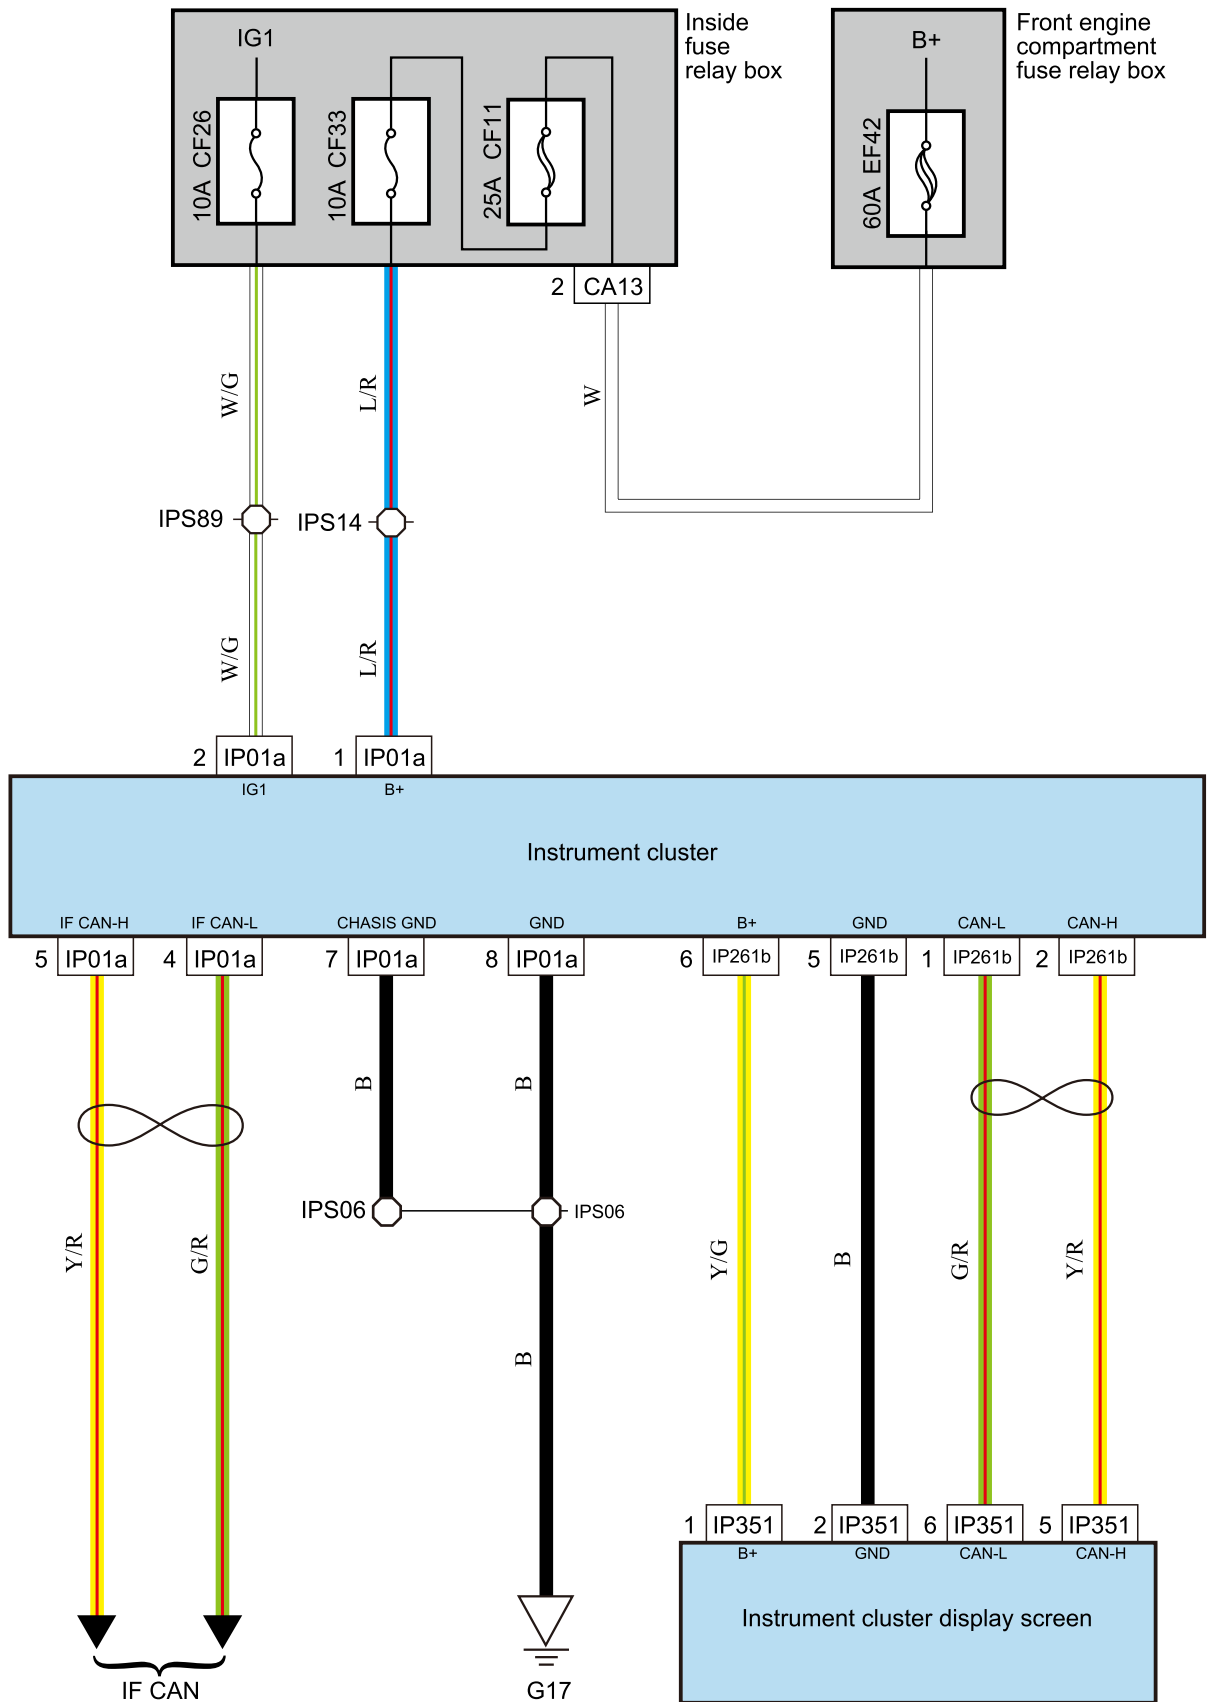 IG1
10A CF26
10A CF33
25A CF11
Inside
fuse
relay box
B+
60A EF42
Front engine
compartment
fuse relay box
2 CA13
W/G
L/R
W
IPS89
IPS14
W/G
L/R
2 IP01a
1 IP01a
IG1
B+
Instrument cluster
IF CAN-H
IF CAN-L
CHASIS GND
GND
B+
GND
CAN-L
CAN-H
5 IP01a
4 IP01a
7 IP01a
8 IP01a
6 IP261b
5 IP261b
1 IP261b
2 IP261b
B
B
IPS06
IPS06
Y/R
G/R
Y/G
B
G/R
Y/R
B
1 IP351
2 IP351
6 IP351
5 IP351
B+
GND
CAN-L
CAN-H
Instrument cluster display screen
IF CAN
G17